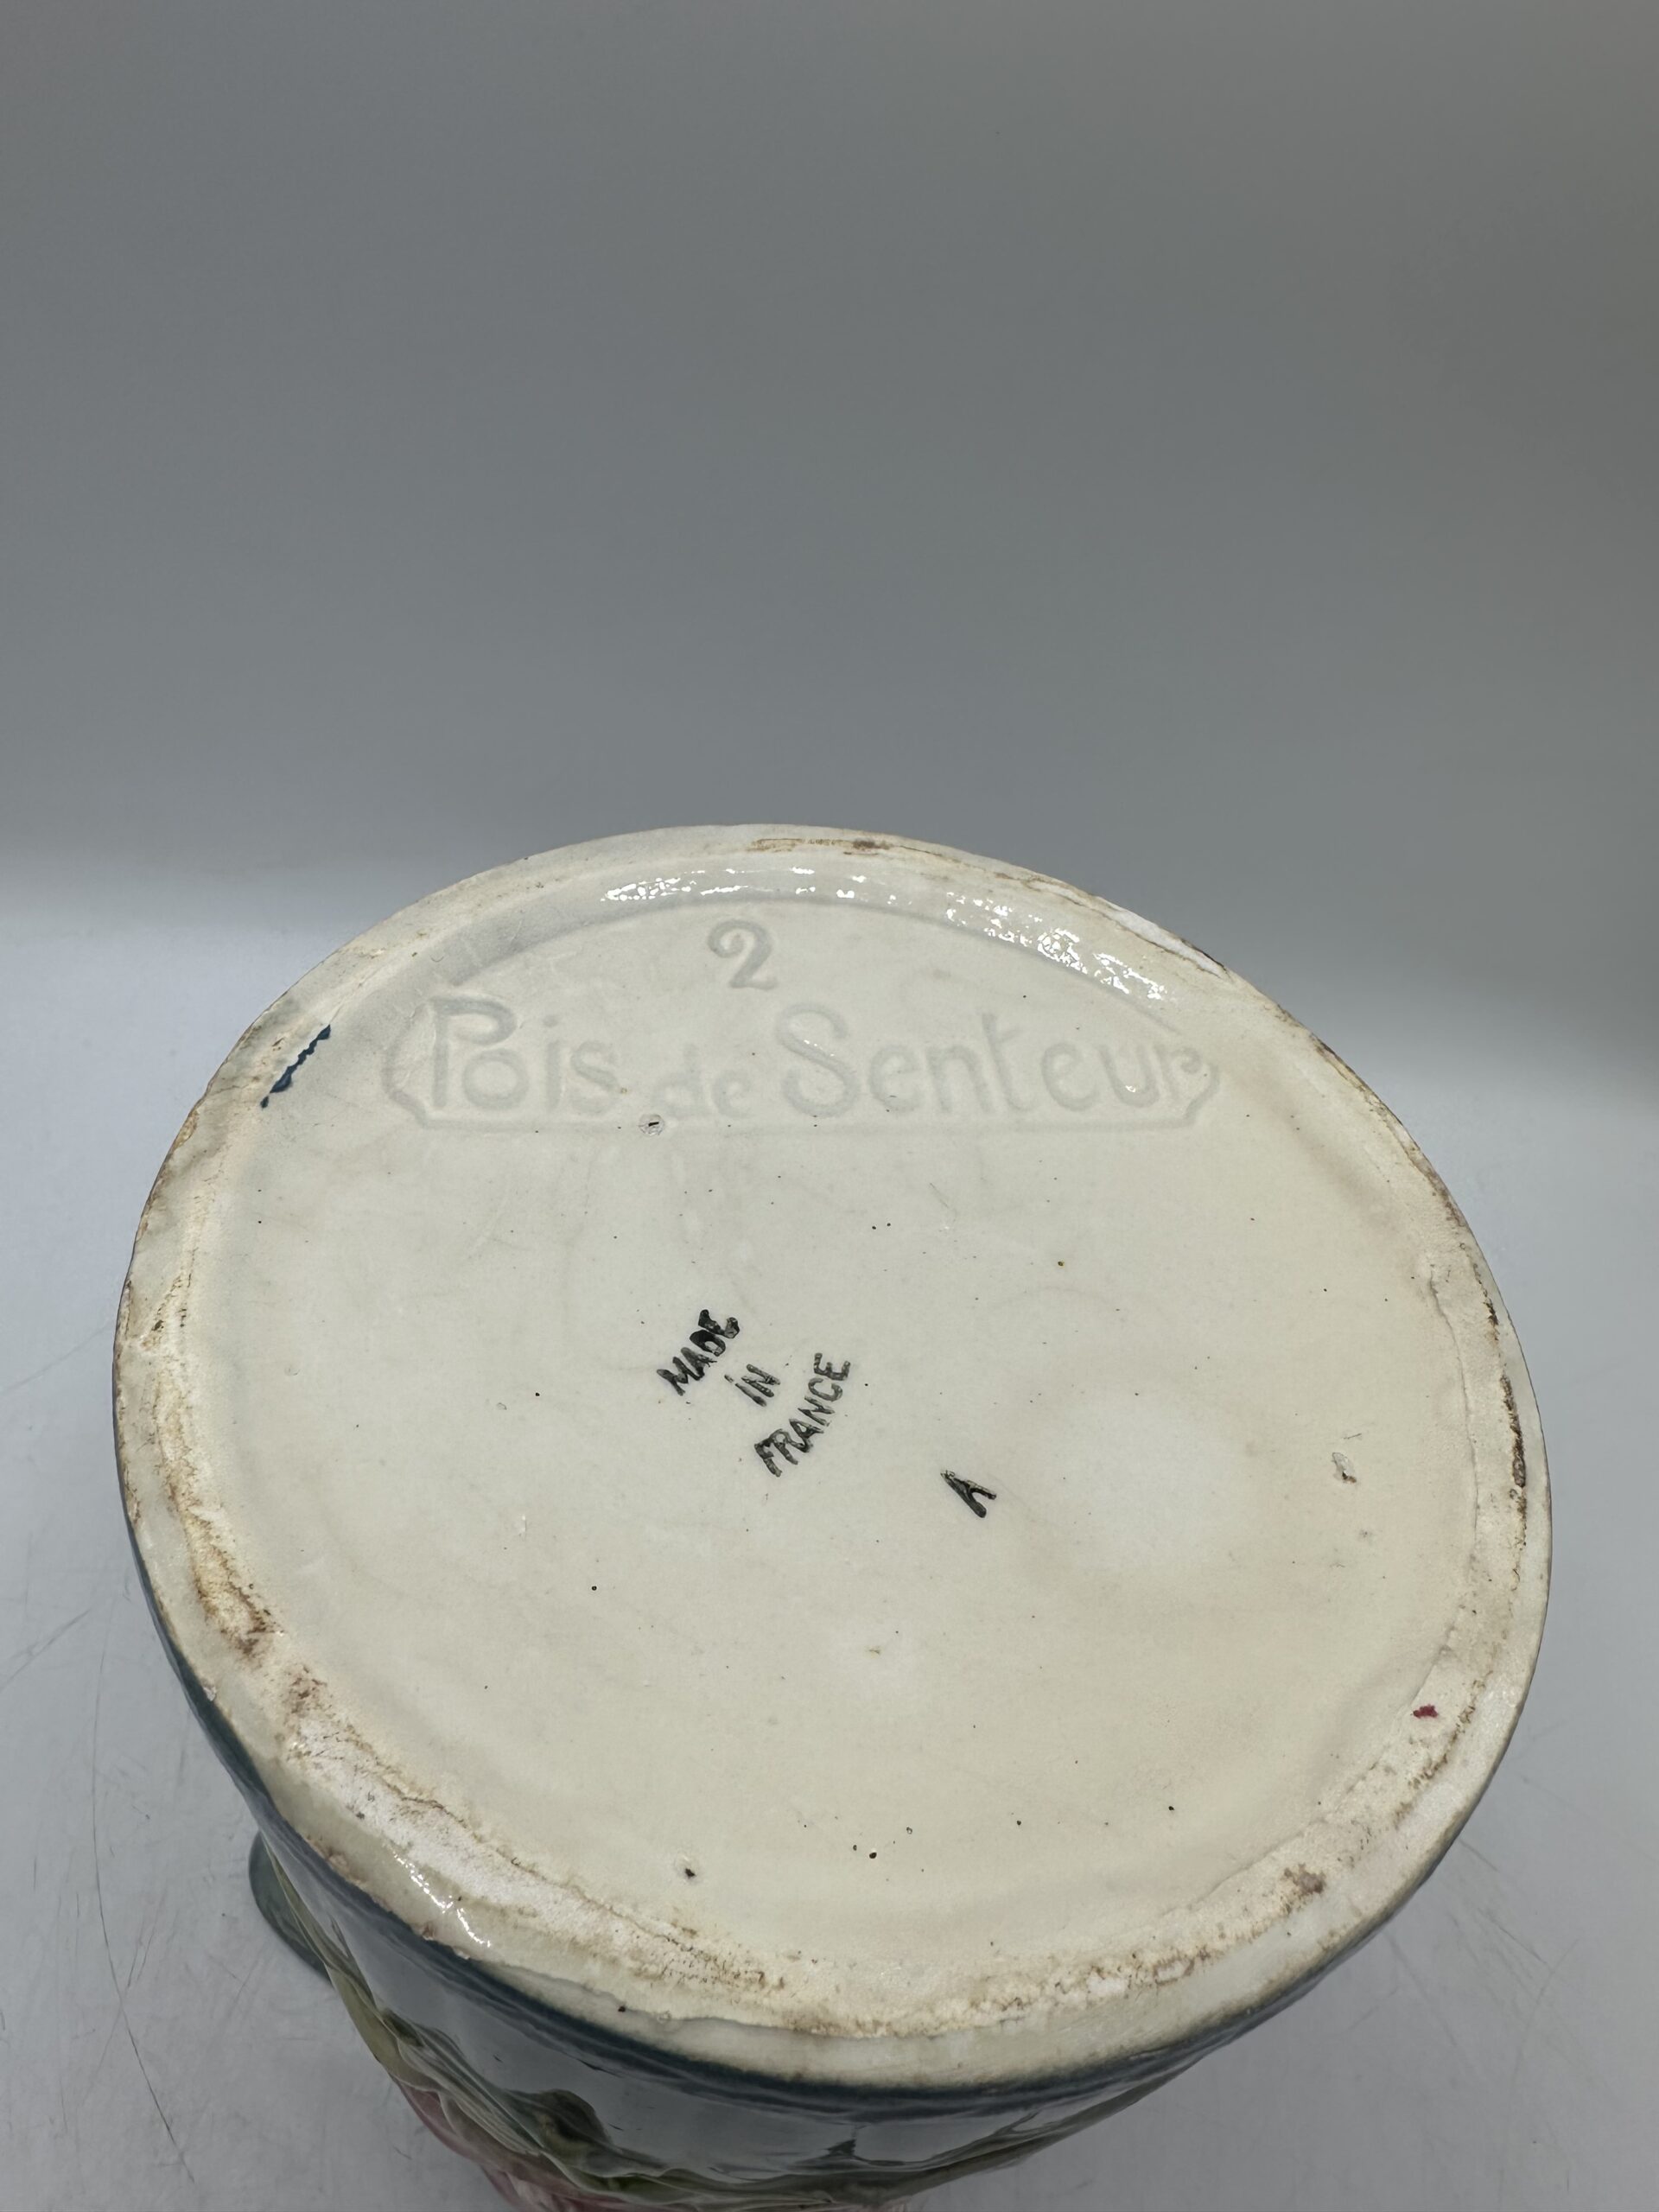 2
Pois de Senteur
MADE
IN
FRANCE
A